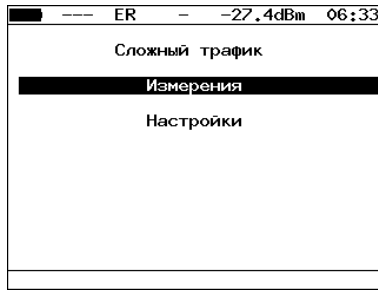 --- ER - -27.4dBm 06:33
Сложный трафик
Измерения
Настройки